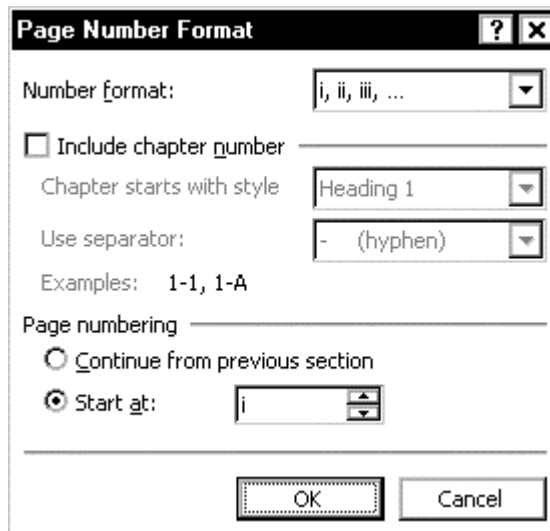 Page Number Format
Number format: i, ii, iii, ...
Include chapter number
Chapter starts with style Heading 1
Use separator: - (hyphen)
Examples: 1-1, 1-A
Page numbering
Continue from previous section
Start at: i
OK Cancel